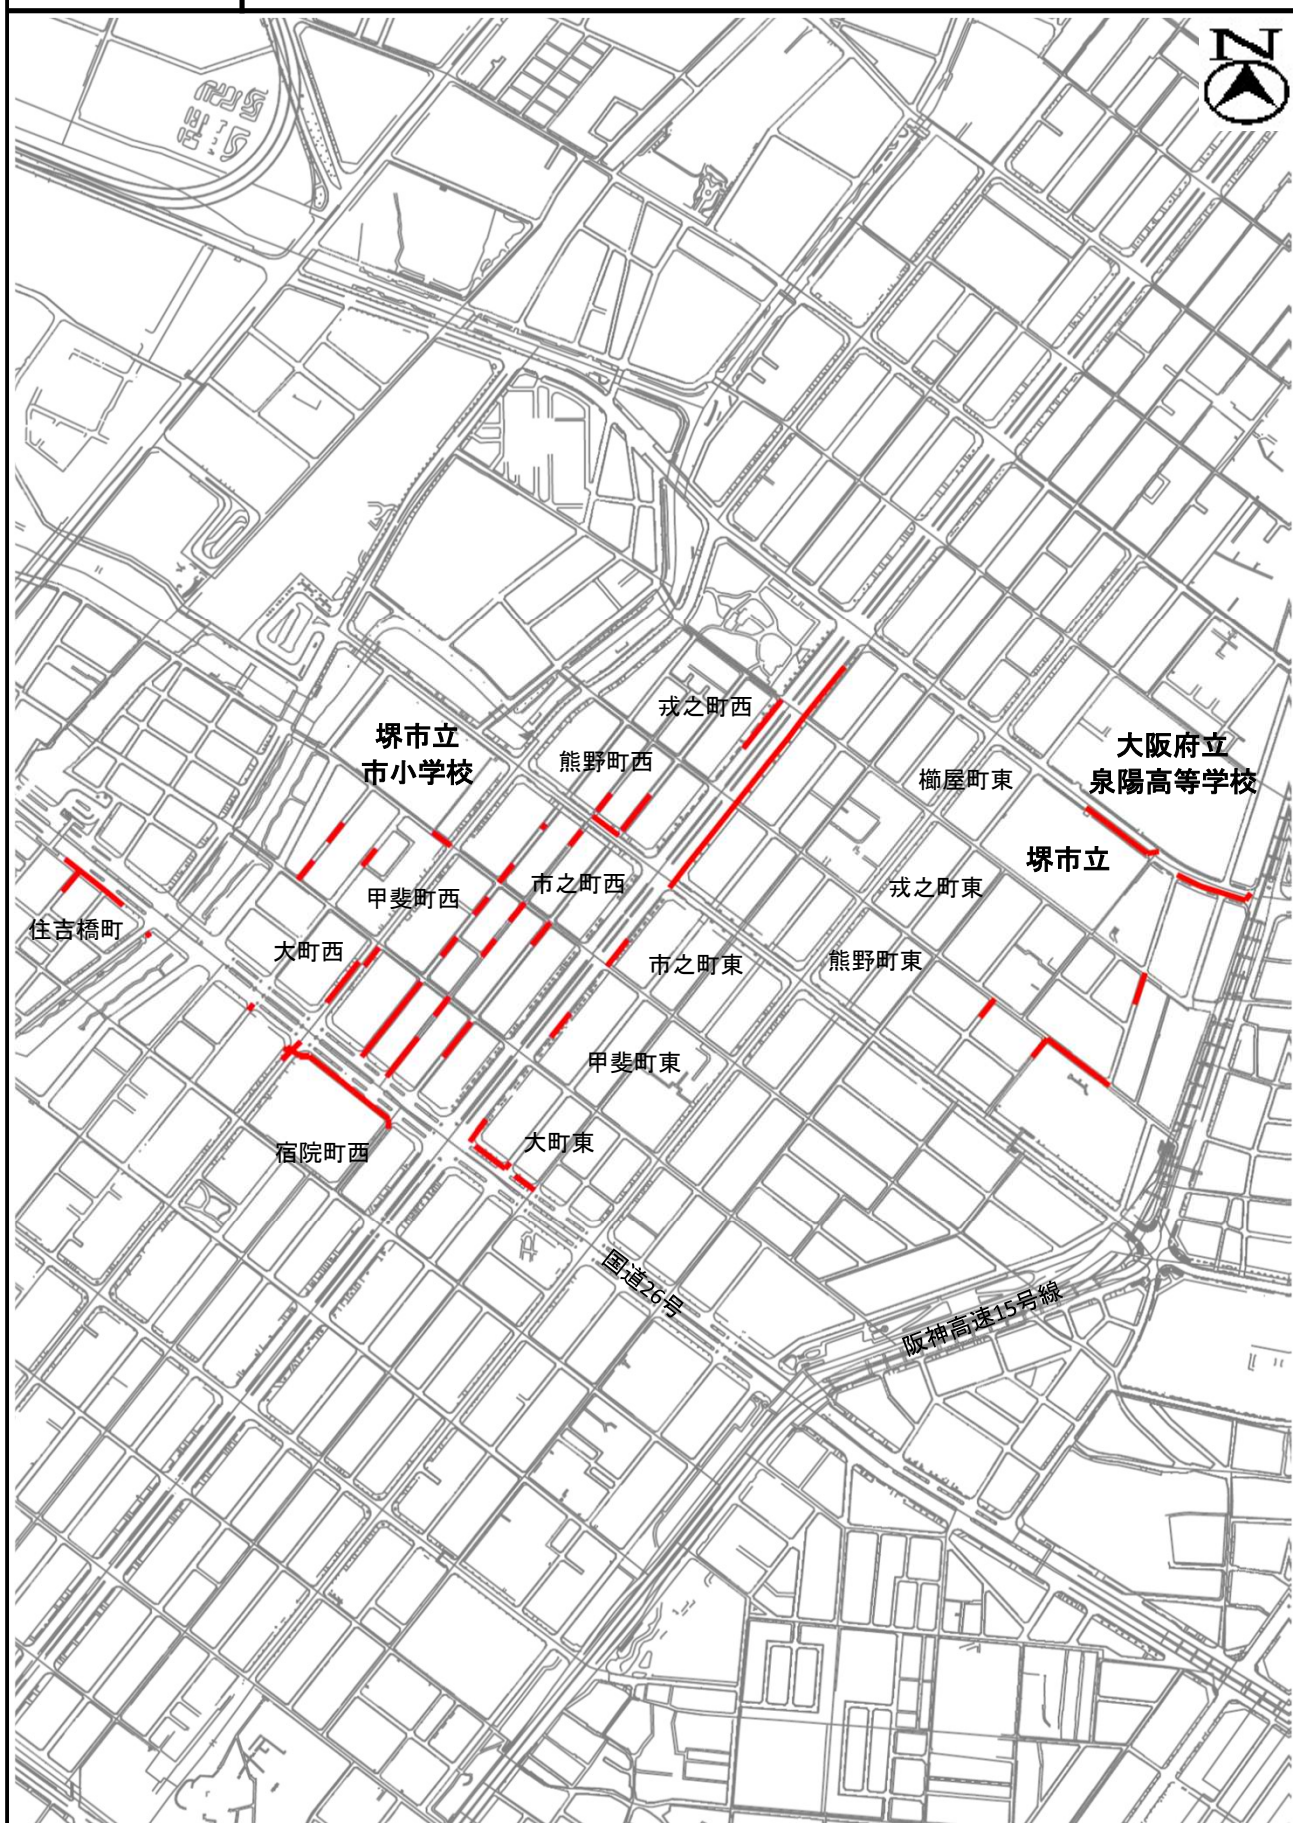 N
戎之町西
堺市立
市小学校
熊野町西
大阪府立
泉陽高等学校
櫛屋町東
堺市立
市之町西
甲斐町西
戎之町東
住吉橋町
大町西
市之町東
熊野町東
甲斐町東
宿院町西
大町東
国道26号
阪神高速15号線